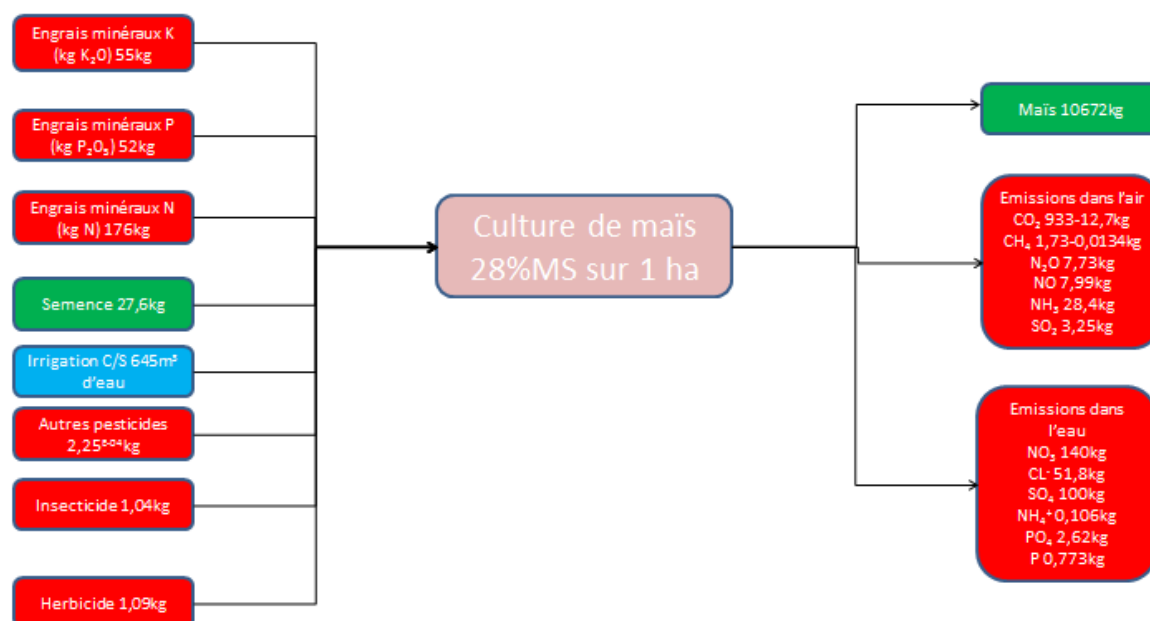 Engrais minéraux K
(kg K₂O) 55kg
Engrais minéraux P
(kg P₂O₅) 52kg
Engrais minéraux N
(kg N) 176kg
Semence 27,6kg
Irrigation C/S 645m³
d'eau
Autres pesticides
2,25ᴱ⁻⁰⁴kg
Insecticide 1,04kg
Herbicide 1,09kg
Culture de maïs
28%MS sur 1 ha
Maïs 10672kg
Emissions dans l'air
CO₂ 933-12,7kg
CH₄ 1,73-0,0134kg
N₂O 7,73kg
NO 7,99kg
NH₃ 28,4kg
SO₂ 3,25kg
Emissions dans
l'eau
NO₃ 140kg
CL⁻ 51,8kg
SO₄ 100kg
NH₄⁺ 0,106kg
PO₄ 2,62kg
P 0,773kg